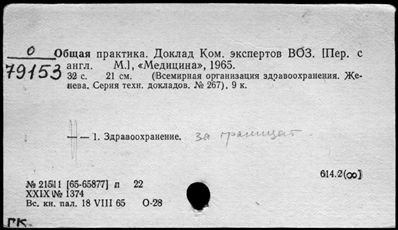 О
79153
Общая практика. Доклад Ком. экспертов ВОЗ. [Пер. с
англ. М.], «Медицина», 1965.
32 с. 21 см. (Всемирная организация здравоохранения. Же-
нева. Серия техн. докладов. № 267), 9 к.
— 1. Здравоохранение. за границей
№ 21511 [65-65877] п 22
614.2(∞)
XXIX № 1374
Вс. кн. пал. 18 VIII 65 О-28
ГК.